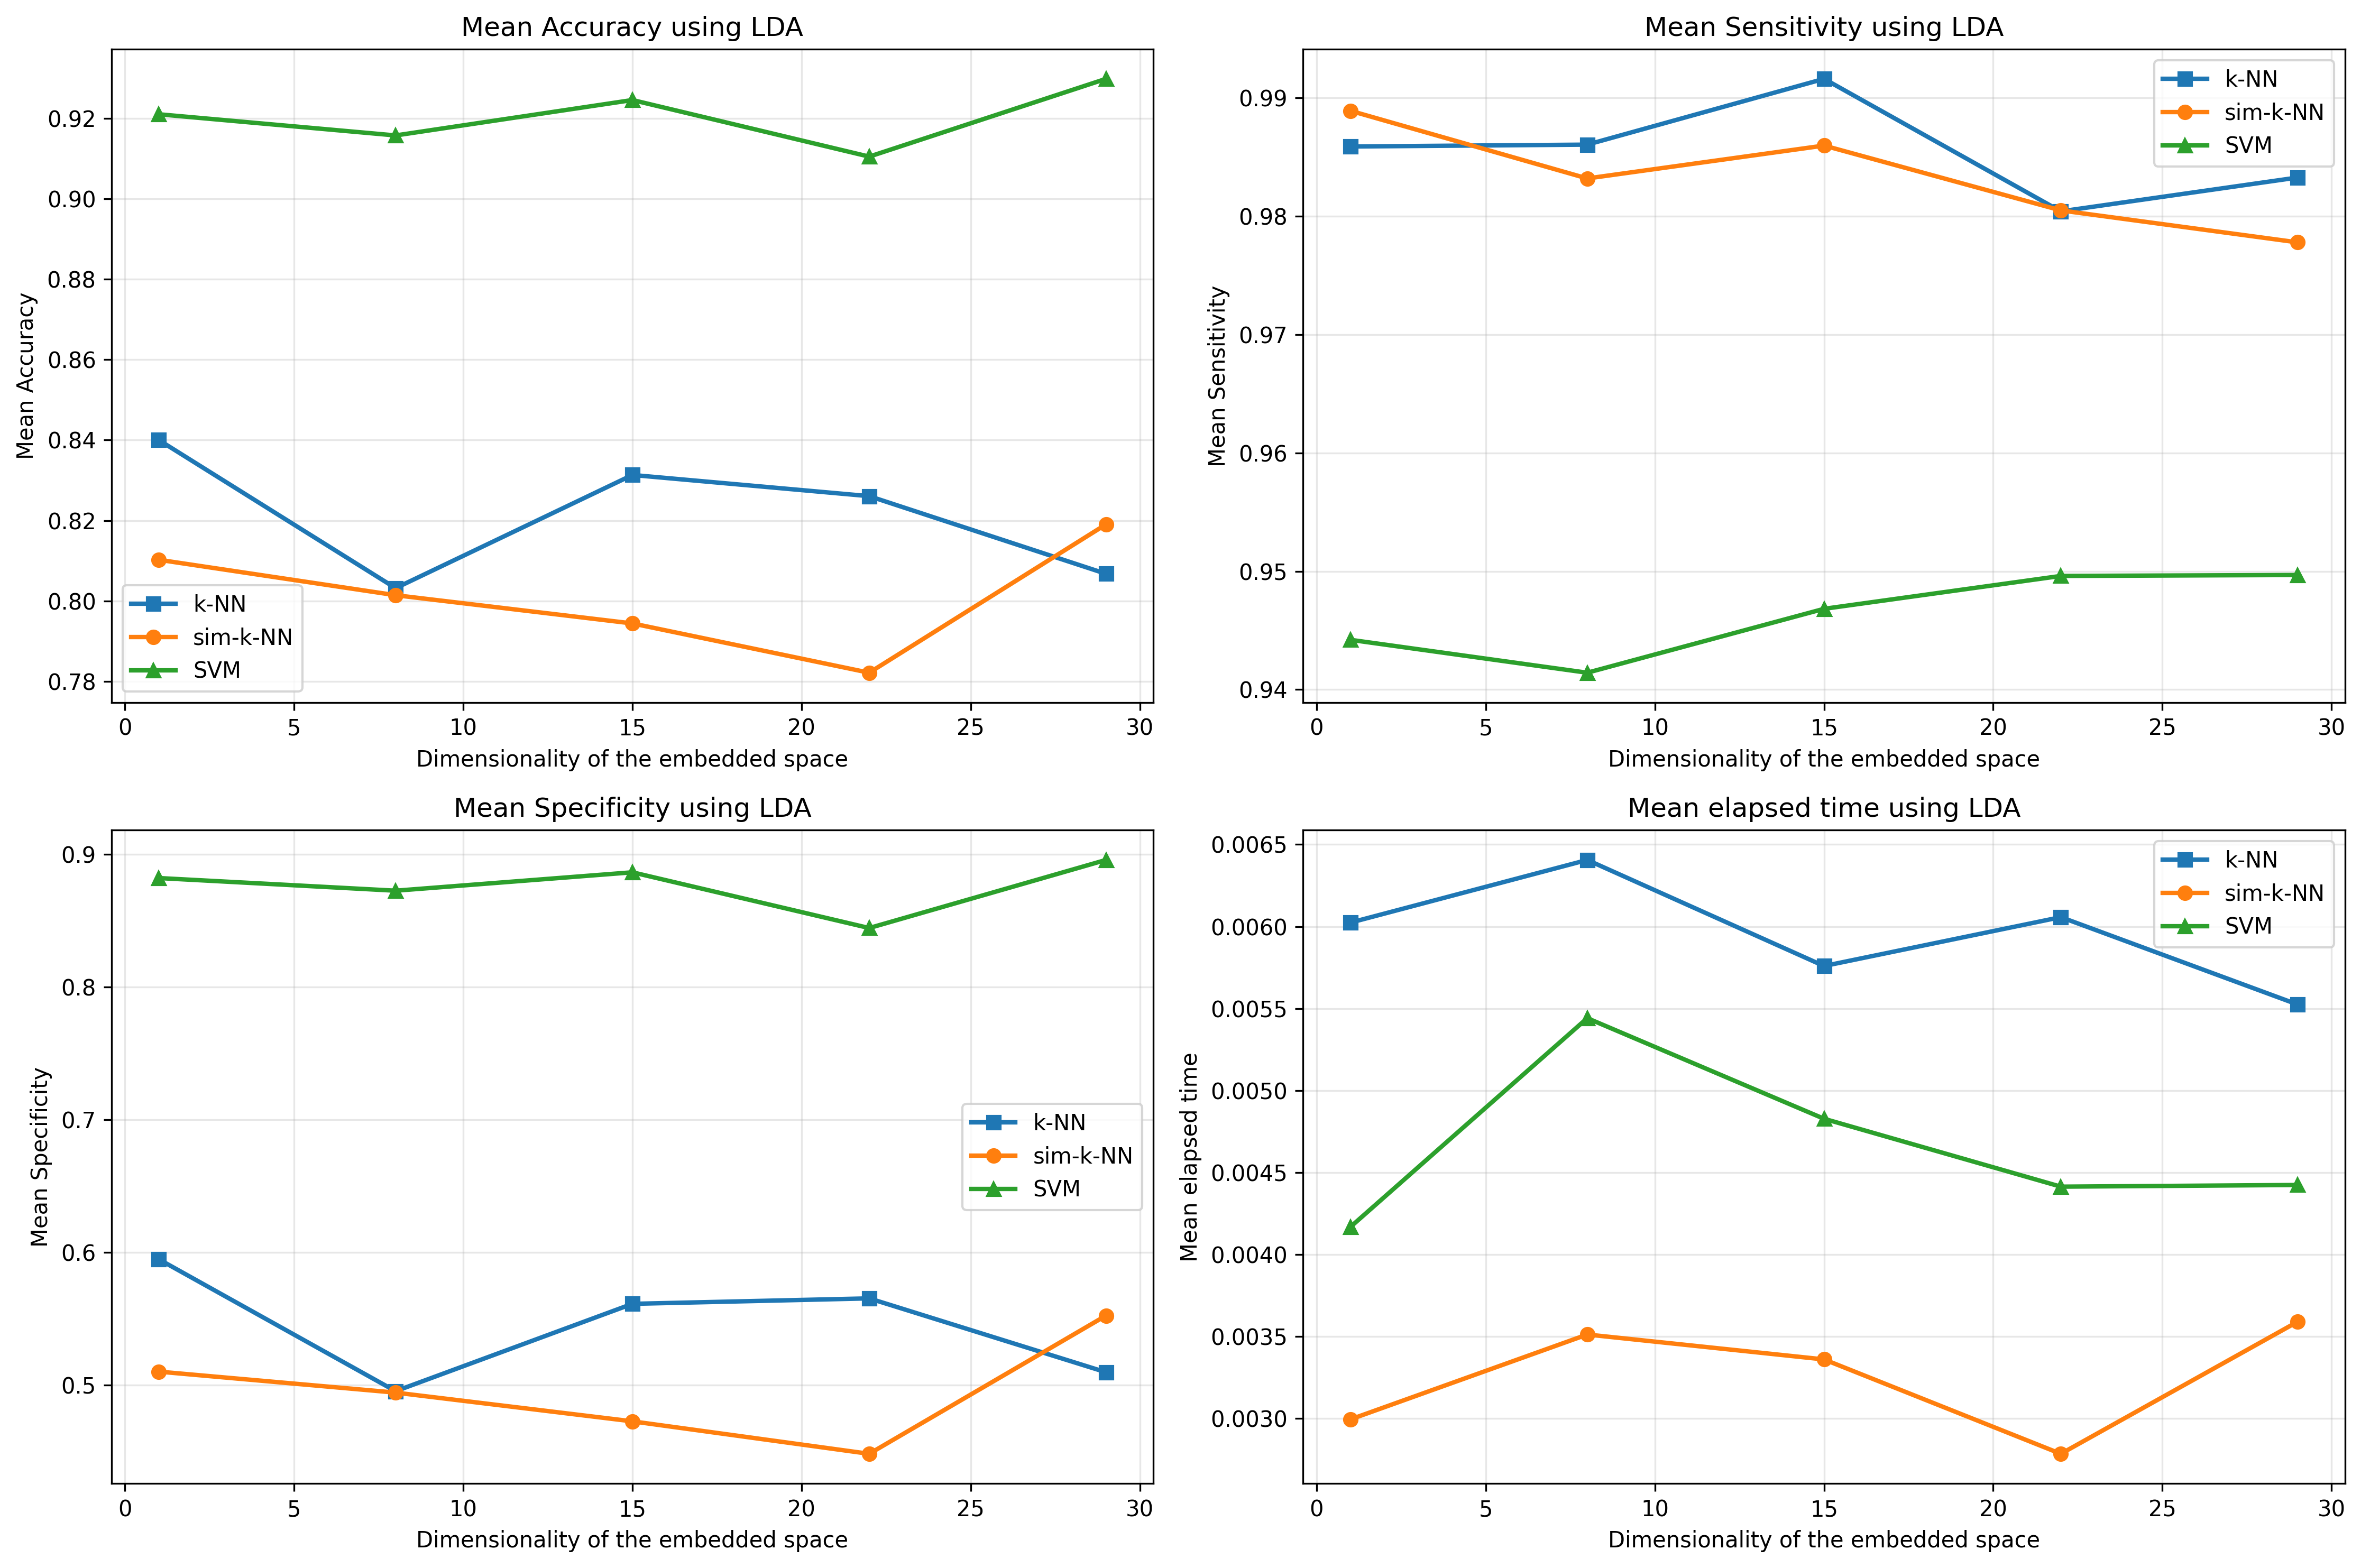 Mean Accuracy using LDA
Mean Accuracy
0.92
0.90
0.88
0.86
0.84
0.82
0.80
0.78
k-NN
sim-k-NN
SVM
0 5 10 15 20 25 30
Dimensionality of the embedded space
Mean Sensitivity using LDA
Mean Sensitivity
0.99
0.98
0.97
0.96
0.95
0.94
k-NN
sim-k-NN
SVM
0 5 10 15 20 25 30
Dimensionality of the embedded space
Mean Specificity using LDA
Mean Specificity
0.9
0.8
0.7
0.6
0.5
k-NN
sim-k-NN
SVM
0 5 10 15 20 25 30
Dimensionality of the embedded space
Mean elapsed time using LDA
Mean elapsed time
0.0065
0.0060
0.0055
0.0050
0.0045
0.0040
0.0035
0.0030
k-NN
sim-k-NN
SVM
0 5 10 15 20 25 30
Dimensionality of the embedded space